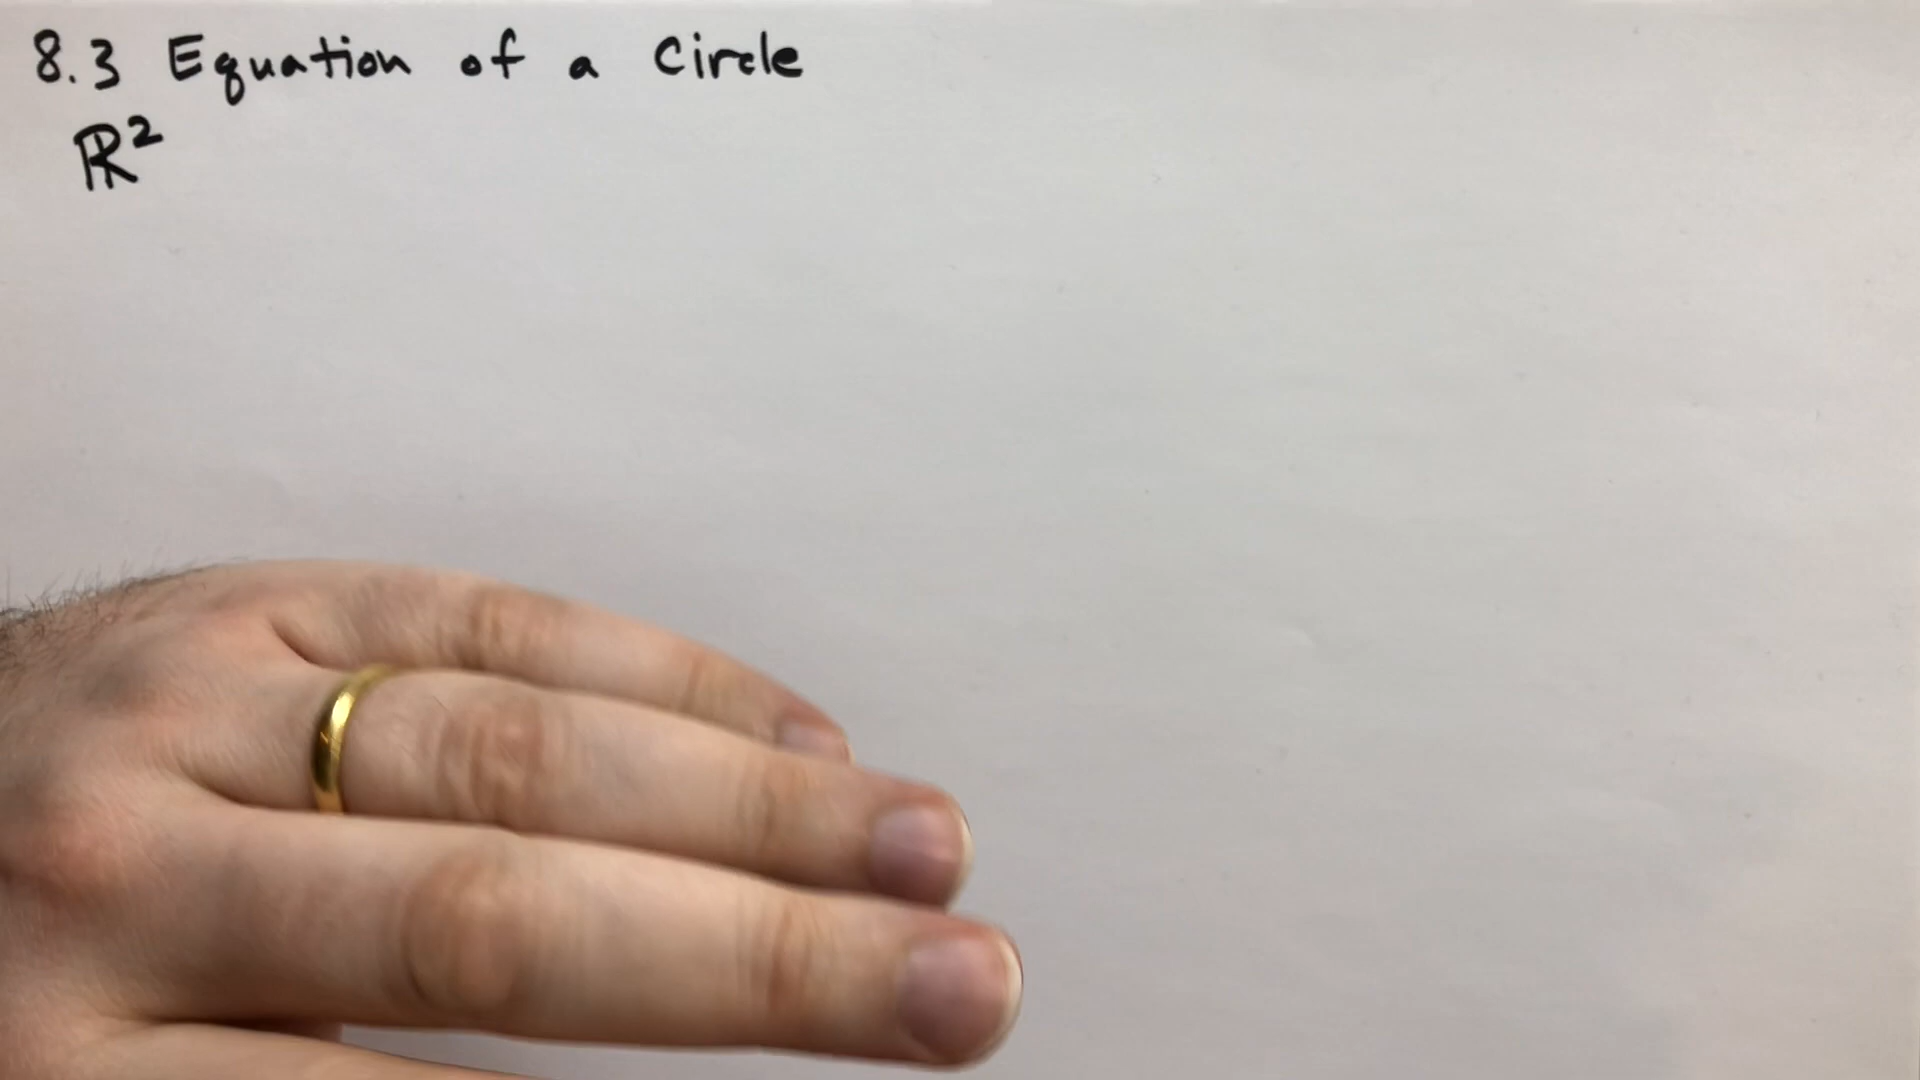 8.3 Equation of a Circle
ℝ²